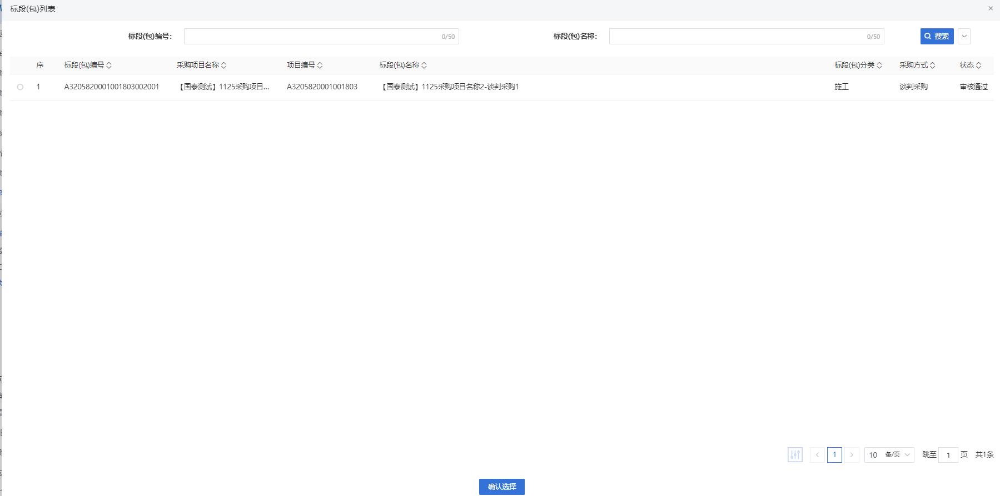 标段(包)列表
标段(包)编号： 0/50 标段(包)名称： 0/50 搜索
序 标段(包)编号 采购项目名称 项目编号 标段(包)名称 标段(包)分类 采购方式 状态
1 A3205820001001803002001 【国泰测试】1125采购项目... A3205820001001803 【国泰测试】1125采购项目名称2-谈判采购1 施工 谈判采购 审核通过
1 10 条/页 跳至 1 页 共1条
确认选择